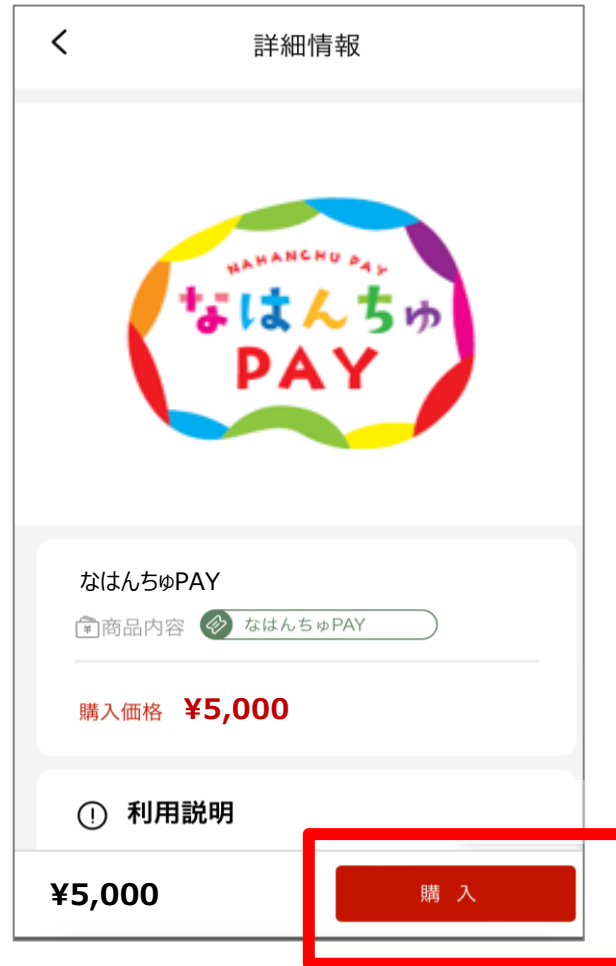 詳細情報
NAHANCHU PAY
なはんちゅ
PAY
なはんちゅPAY
商品内容 なはんちゅPAY
購入価格 ¥5,000
利用説明
¥5,000 購 入